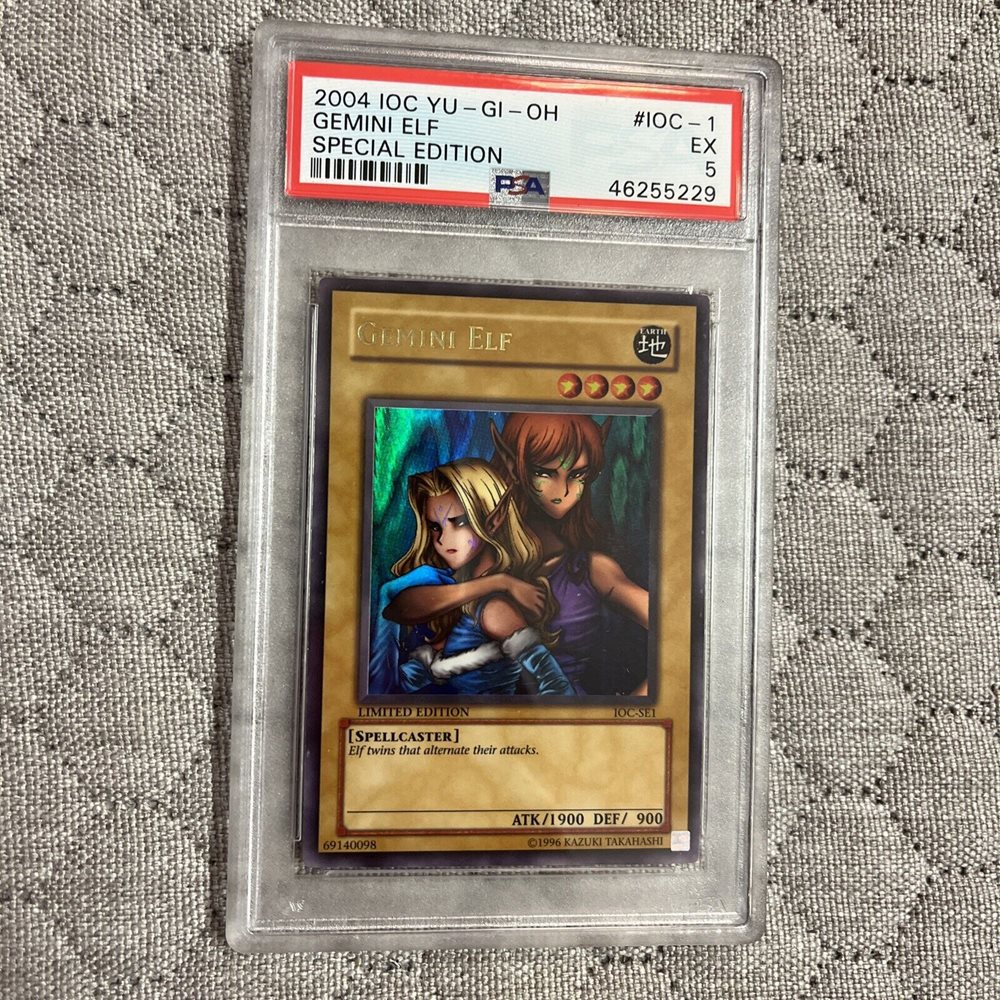 2004 IOC YU-GI-OH #IOC-1
GEMINI ELF EX
SPECIAL EDITION 5
PSA 46255229
GEMINI ELF
EARTH
地
LIMITED EDITION IOC-SE1
[SPELLCASTER]
Elf twins that alternate their attacks.
ATK/1900 DEF/ 900
69140098 ©1996 KAZUKI TAKAHASHI